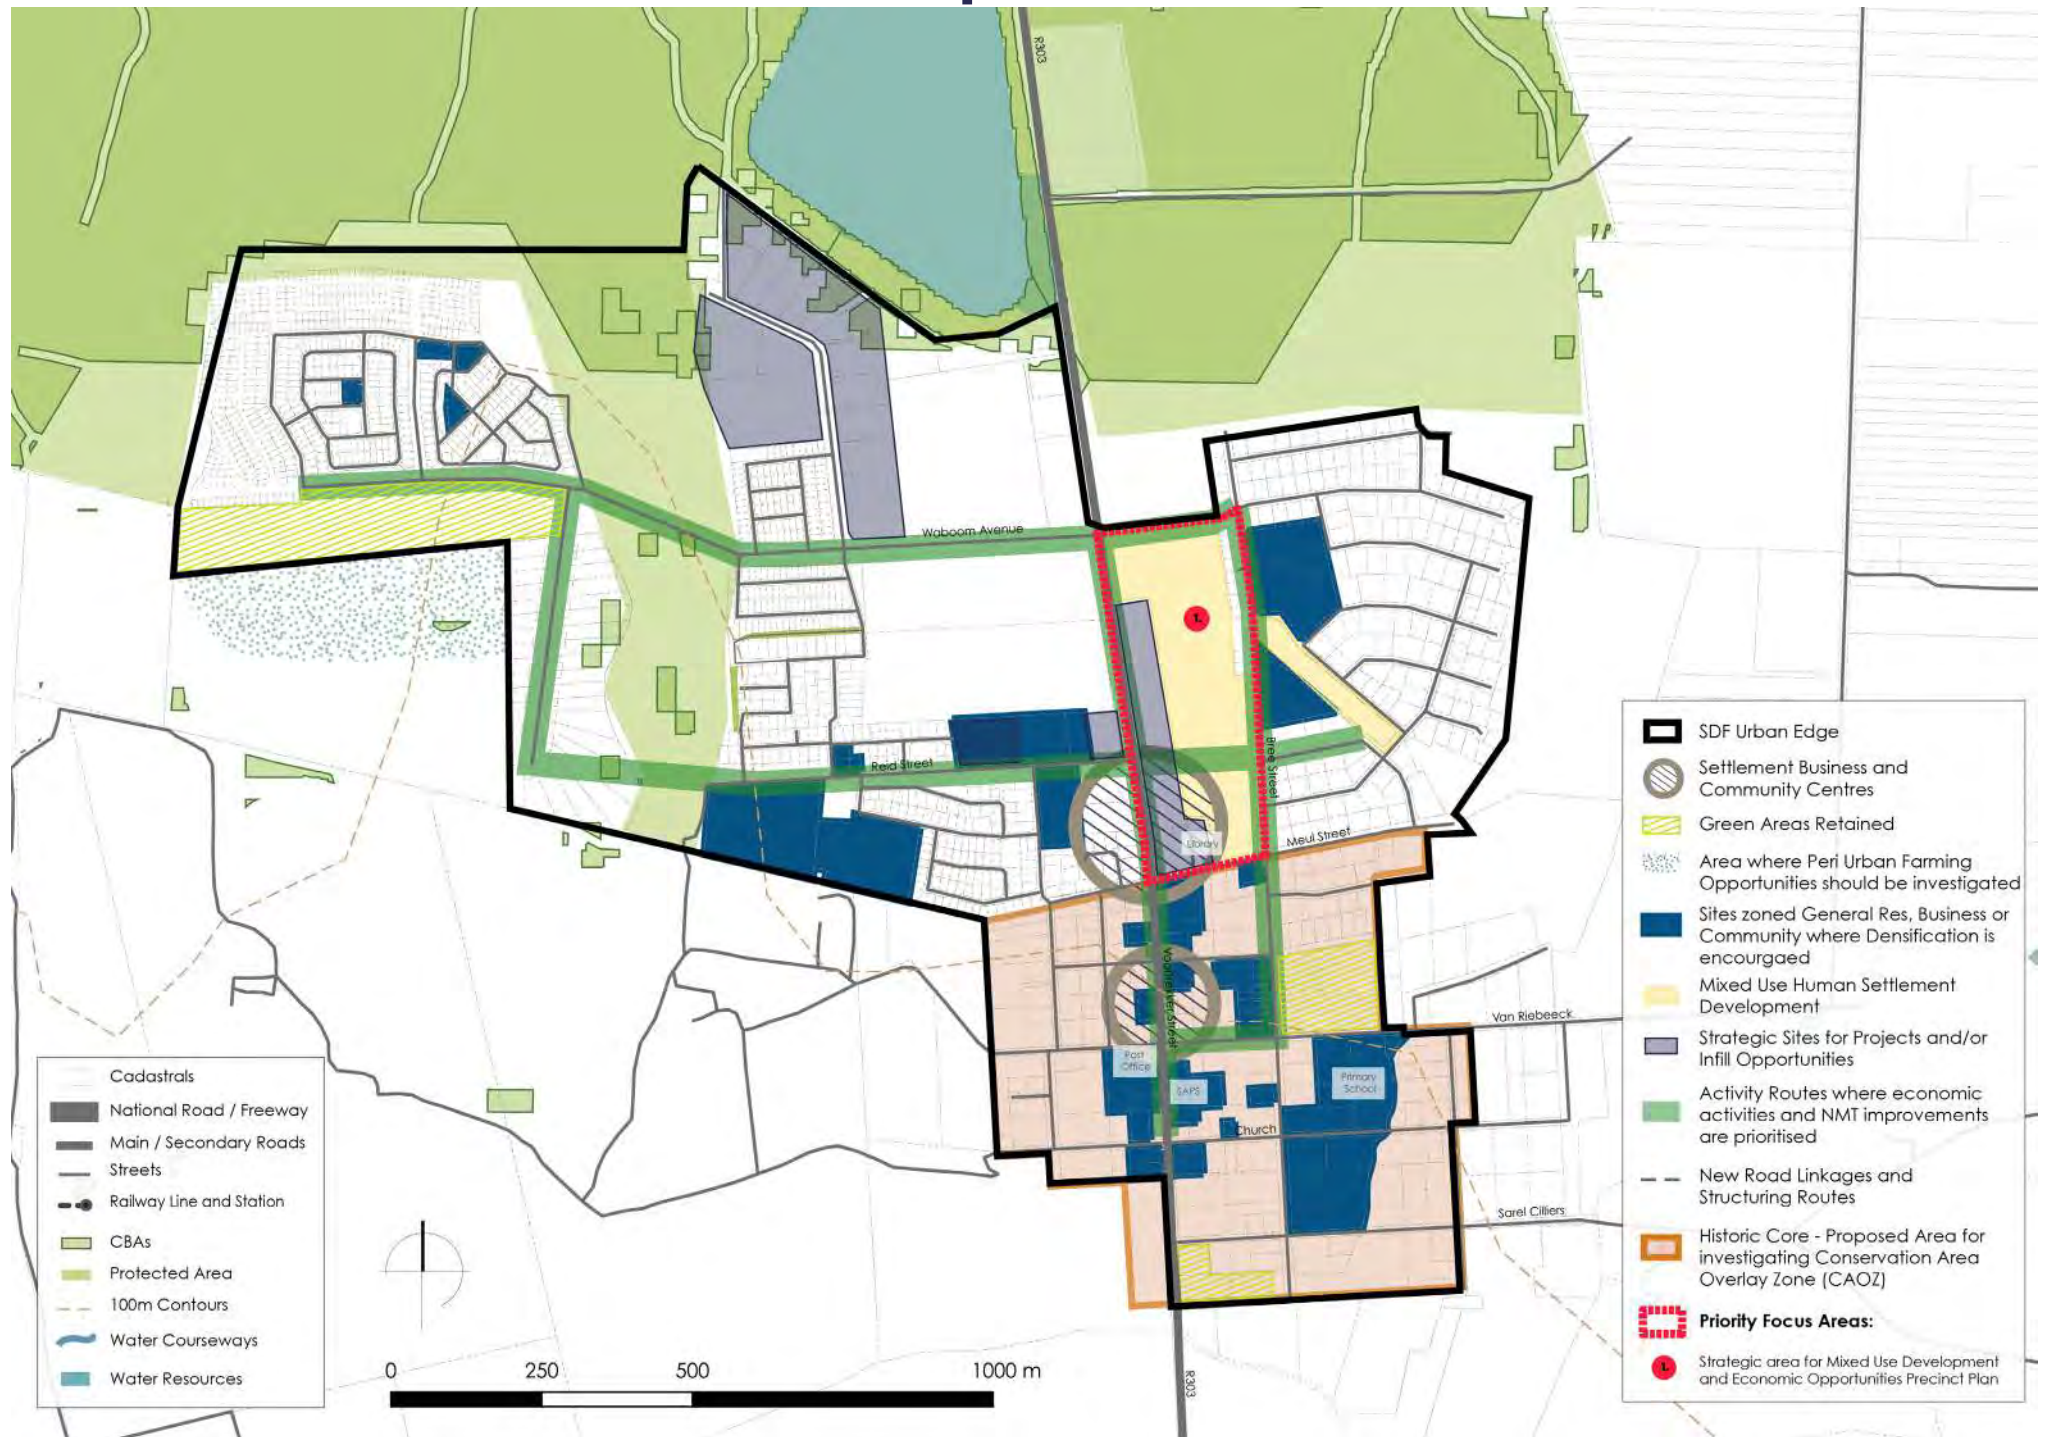 R303
Waboom Avenue
1.
Reid Street
Bree Street
Library
Meul Street
Voortrekker Street
Van Riebeeck
Post
Office
SAPS
Primary
School
Church
Sarel Cilliers
R303
Cadastrals
National Road / Freeway
Main / Secondary Roads
Streets
Railway Line and Station
CBAs
Protected Area
100m Contours
Water Courseways
Water Resources
0 250 500 1000 m
SDF Urban Edge
Settlement Business and
Community Centres
Green Areas Retained
Area where Peri Urban Farming
Opportunities should be investigated
Sites zoned General Res, Business or
Community where Densification is
encourgaed
Mixed Use Human Settlement
Development
Strategic Sites for Projects and/or
Infill Opportunities
Activity Routes where economic
activities and NMT improvements
are prioritised
New Road Linkages and
Structuring Routes
Historic Core - Proposed Area for
investigating Conservation Area
Overlay Zone (CAOZ)
Priority Focus Areas:
1.
Strategic area for Mixed Use Development
and Economic Opportunities Precinct Plan